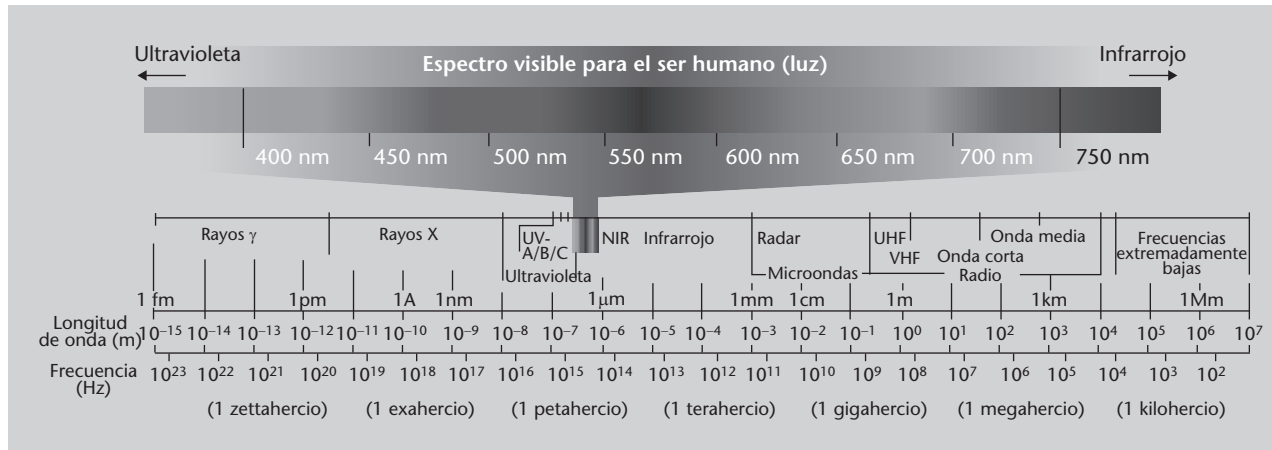 Ultravioleta
Infrarrojo
Espectro visible para el ser humano (luz)
400 nm 450 nm 500 nm 550 nm 600 nm 650 nm 700 nm 750 nm
Rayos γ Rayos X UV- NIR Infrarrojo Radar UHF Onda media Frecuencias
A/B/C VHF Onda corta extremadamente
Ultravioleta Microondas Radio bajas
1 fm 1pm 1A 1nm 1μm 1mm 1cm 1m 1km 1Mm
Longitud
de onda (m) 10⁻¹⁵ 10⁻¹⁴ 10⁻¹³ 10⁻¹² 10⁻¹¹ 10⁻¹⁰ 10⁻⁹ 10⁻⁸ 10⁻⁷ 10⁻⁶ 10⁻⁵ 10⁻⁴ 10⁻³ 10⁻² 10⁻¹ 10⁰ 10¹ 10² 10³ 10⁴ 10⁵ 10⁶ 10⁷
Frecuencia
(Hz) 10²³ 10²² 10²¹ 10²⁰ 10¹⁹ 10¹⁸ 10¹⁷ 10¹⁶ 10¹⁵ 10¹⁴ 10¹³ 10¹² 10¹¹ 10¹⁰ 10⁹ 10⁸ 10⁷ 10⁶ 10⁵ 10⁴ 10³ 10²
(1 zettahercio) (1 exahercio) (1 petahercio) (1 terahercio) (1 gigahercio) (1 megahercio) (1 kilohercio)